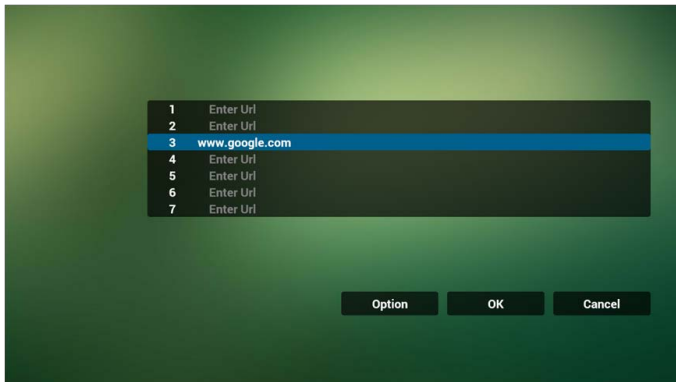 1 Enter Url
2 Enter Url
3 www.google.com
4 Enter Url
5 Enter Url
6 Enter Url
7 Enter Url
Option OK Cancel